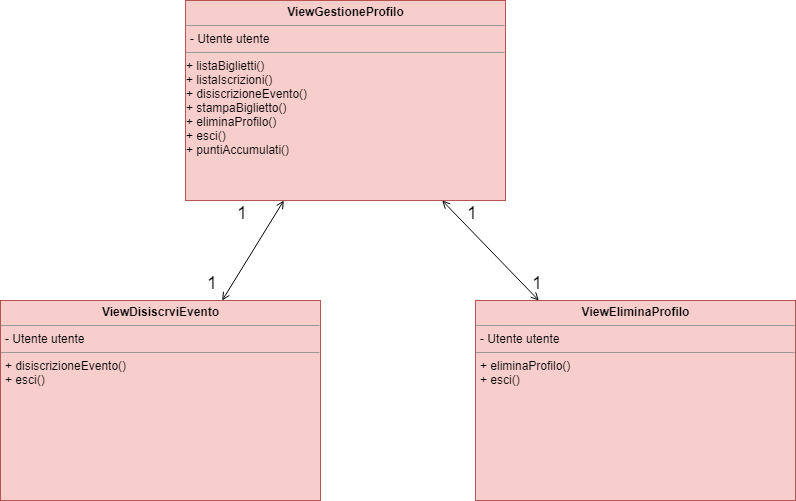 ViewGestioneProfilo
- Utente utente
+ listaBiglietti()
+ listaIscrizioni()
+ disiscrizioneEvento()
+ stampaBiglietto()
+ eliminaProfilo()
+ esci()
+ puntiAccumulati()
1
1
1
1
ViewDisiscrviEvento
- Utente utente
+ disiscrizioneEvento()
+ esci()
ViewEliminaProfilo
- Utente utente
+ eliminaProfilo()
+ esci()